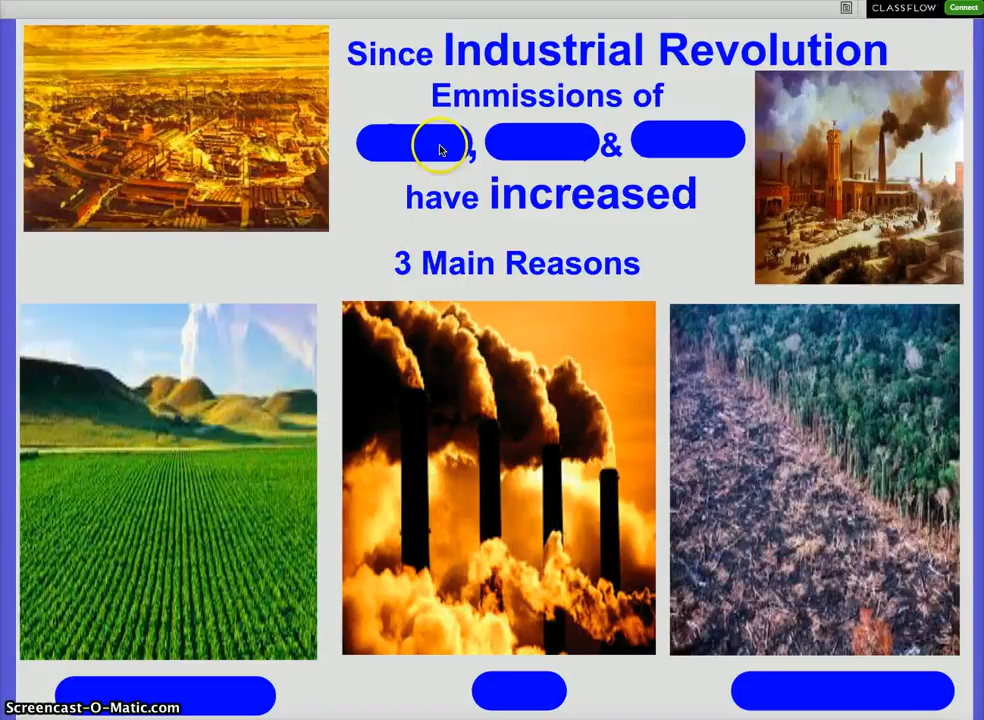 CLASSFLOW Connect
Since Industrial Revolution
Emmissions of
, &
have increased
3 Main Reasons
Screencast-O-Matic.com